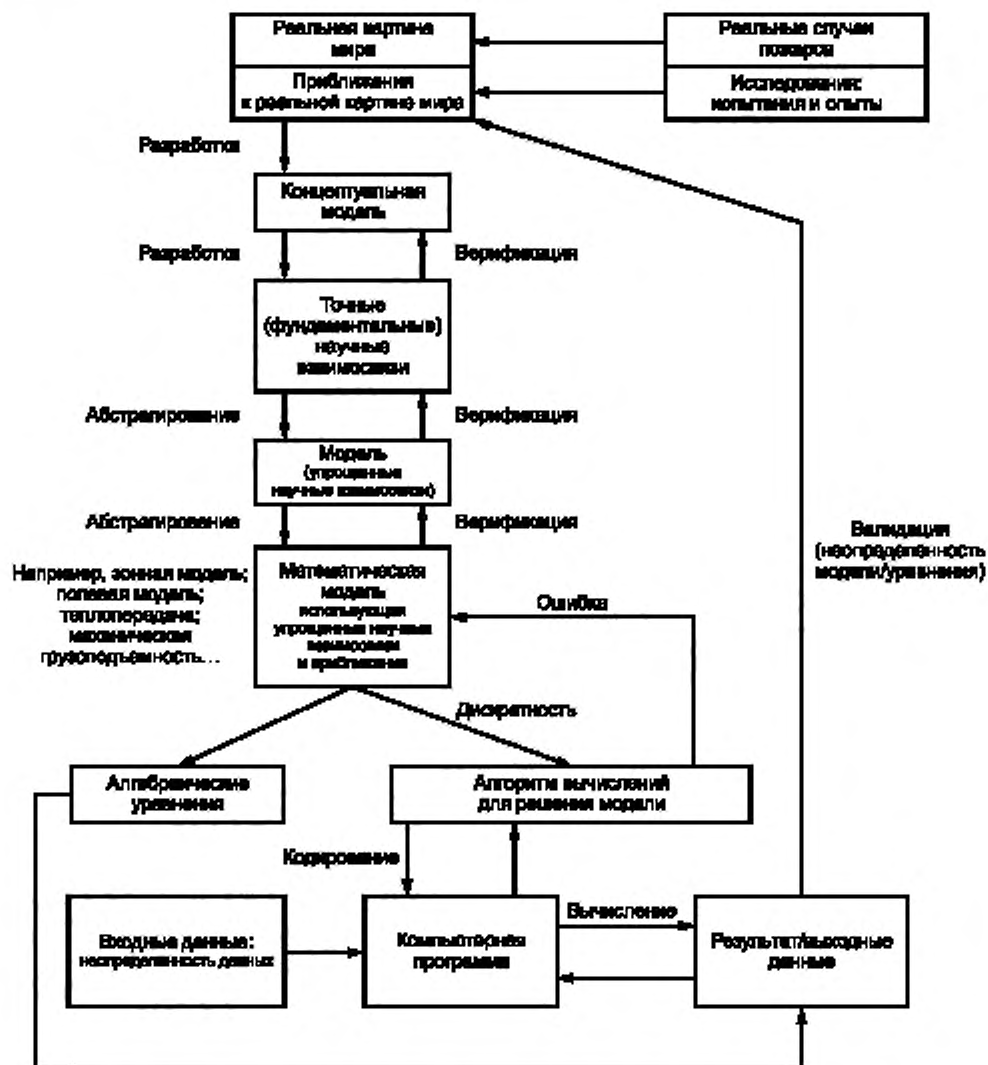 Реальная картина
мира
Приближения
к реальной картине мира
Реальные случаи
пожаров
Исследования:
испытания и опыты
Разработка
Концептуальная
модель
Разработка
Верификация
Точные
(фундаментальные)
научные
взаимосвязи
Абстрагирование
Верификация
Модель
(упрощенные
научные взаимосвязи)
Абстрагирование
Верификация
Валидация
(неопределенность
модели/уравнения)
Например, зонная модель;
полевая модель;
теплопередача;
механическая
грузоподъемность...
Математическая
модель
использующая
упрощенные научные
взаимосвязи
и приближения
Ошибка
Дискретность
Алгебраические
уравнения
Алгоритм вычислений
для решения модели
Кодирование
Входные данные:
неопределенность данных
Компьютерная
программа
Вычисление
Результат/выходные
данные